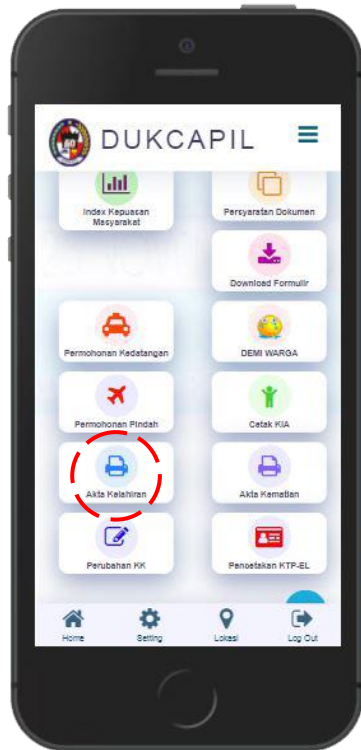 DUKCAPIL
Index Kepuasan
Masyarakat
Persyaratan Dokumen
Download Formulir
Permohonan Kedatangan
DEMI WARGA
Permohonan Pindah
Cetak KIA
Akta Kelahiran
Akta Kematian
Perubahan KK
Pencetakan KTP-EL
Home
Setting
Lokasi
Log Out